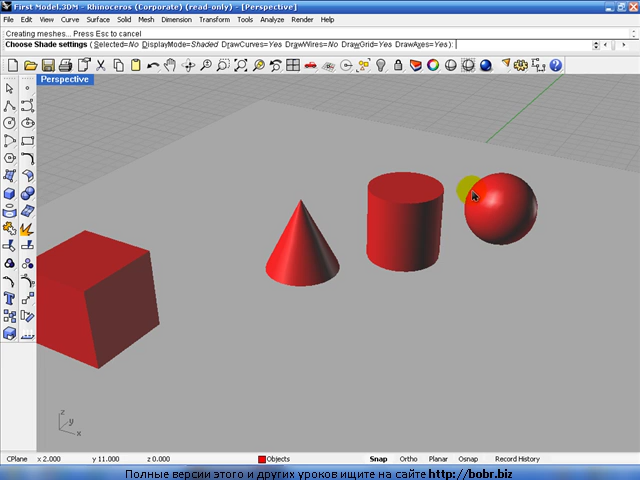 First Model.3DM - Rhinoceros (Corporate) (read-only) - [Perspective]
File Edit View Curve Surface Solid Mesh Dimension Transform Tools Analyze Render Help
Creating meshes... Press Esc to cancel
Choose Shade settings ( Selected=No DisplayMode=Shaded DrawCurves=Yes DrawWires=No DrawGrid=Yes DrawAxes=Yes):
Perspective
z
y
x
CPlane x 2.000 y 11.000 z 0.000 Objects Snap Ortho Planar Osnap Record History
Полные версии этого и других уроков ищите на сайте http://bobr.biz